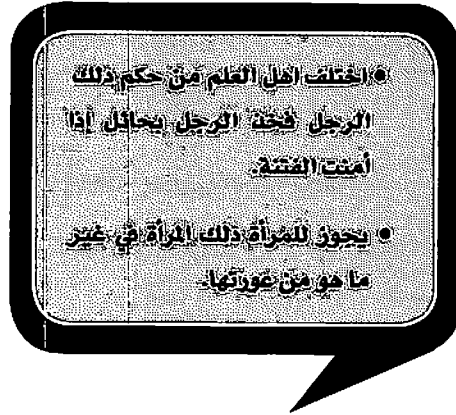 • اختلف اهل العلم من حكم ذلك
الرجل فخذ الرجل بحائل إذا
أمنت الفتنة.
• يجوز للمرأة ذلك المرأة في غير
ما هو من عورتها.